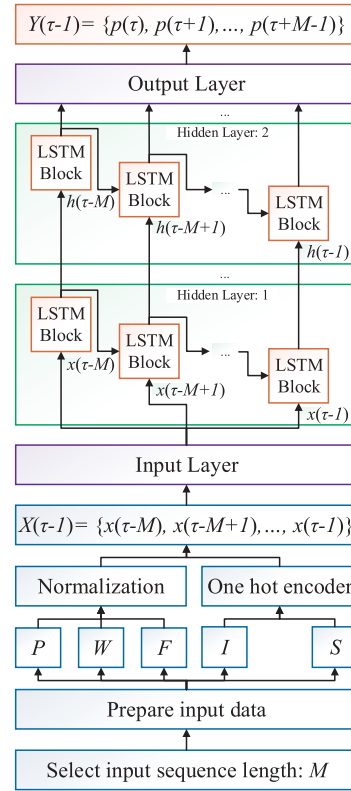 Y(τ-1)= {p(τ), p(τ+1),..., p(τ+M-1)}
Output Layer
...
Hidden Layer: 2
LSTM
Block
LSTM
Block
...
LSTM
Block
h(τ-M)
h(τ-M+1)
h(τ-1)
...
Hidden Layer: 1
LSTM
Block
LSTM
Block
...
LSTM
Block
x(τ-M)
x(τ-M+1)
x(τ-1)
Input Layer
X(τ-1)= {x(τ-M), x(τ-M+1),..., x(τ-1)}
Normalization One hot encoder
P W F I S
Prepare input data
Select input sequence length: M